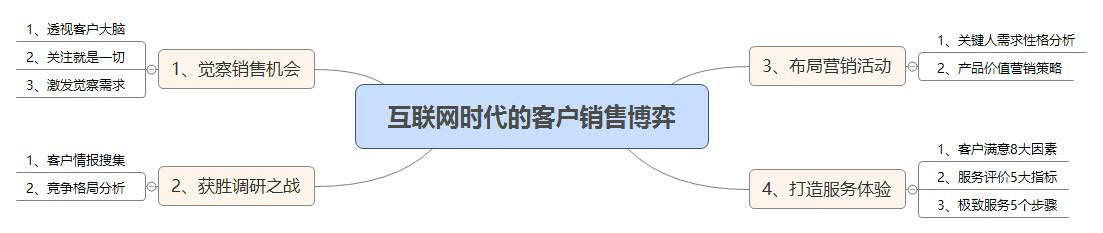 互联网时代的客户销售博弈
1、觉察销售机会
1、透视客户大脑
2、关注就是一切
3、激发觉察需求
2、获胜调研之战
1、客户情报搜集
2、竞争格局分析
3、布局营销活动
1、关键人需求性格分析
2、产品价值营销策略
4、打造服务体验
1、客户满意8大因素
2、服务评价5大指标
3、极致服务5个步骤